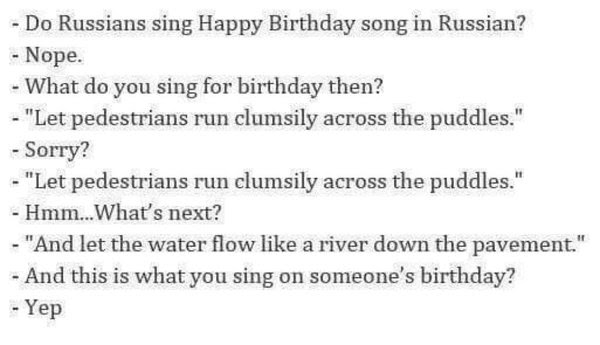 - Do Russians sing Happy Birthday song in Russian?
- Nope.
- What do you sing for birthday then?
- "Let pedestrians run clumsily across the puddles."
- Sorry?
- "Let pedestrians run clumsily across the puddles."
- Hmm...What's next?
- "And let the water flow like a river down the pavement."
- And this is what you sing on someone's birthday?
- Yep